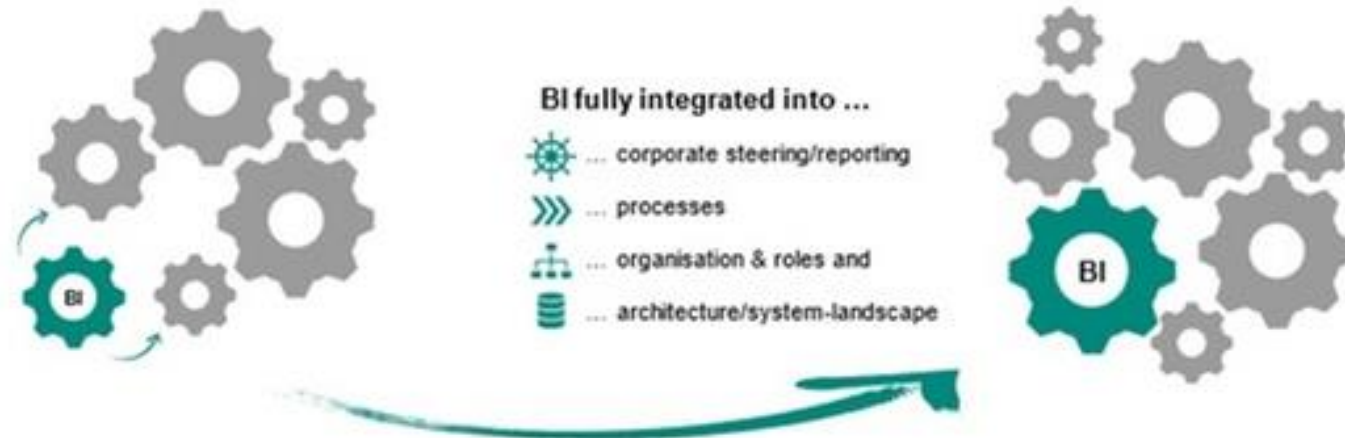 BI fully integrated into ...
... corporate steering/reporting
... processes
... organisation & roles and
... architecture/system-landscape
BI
BI